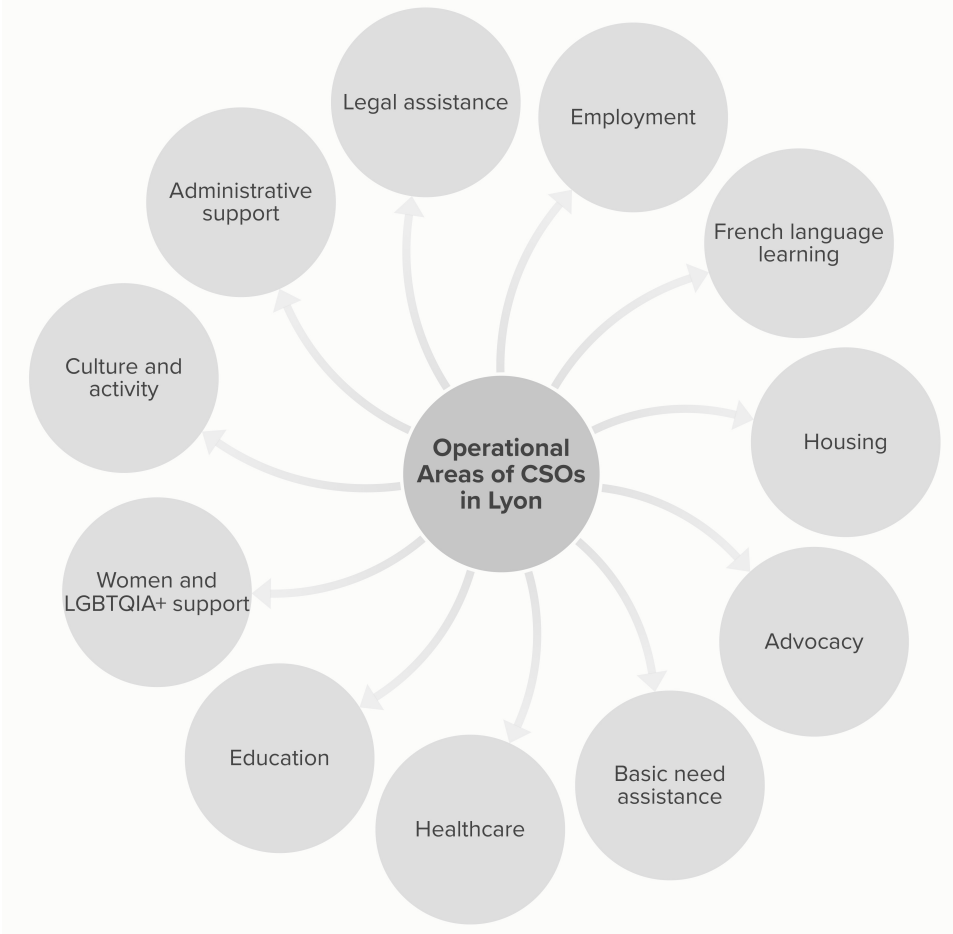 Legal assistance
Employment
Administrative
support
French language
learning
Culture and
activity
Housing
Operational
Areas of CSOs
in Lyon
Women and
LGBTQIA+ support
Advocacy
Education
Basic need
assistance
Healthcare